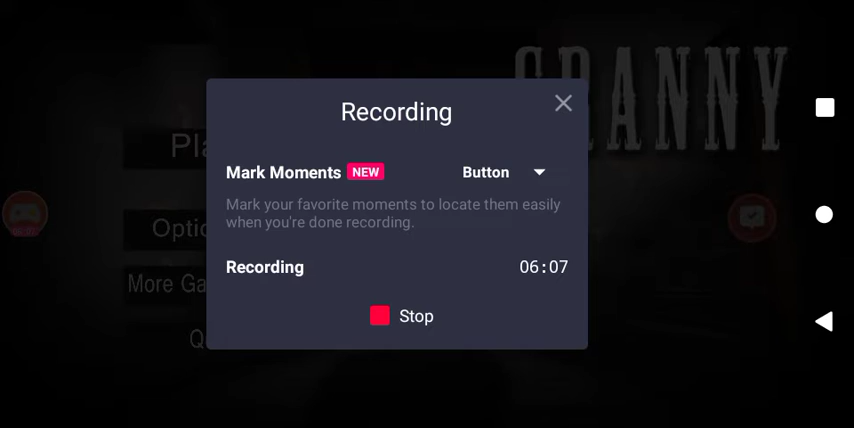 GRANNY
Recording
Mark Moments NEW Button
Mark your favorite moments to locate them easily
when you're done recording.
Recording 06:07
Stop